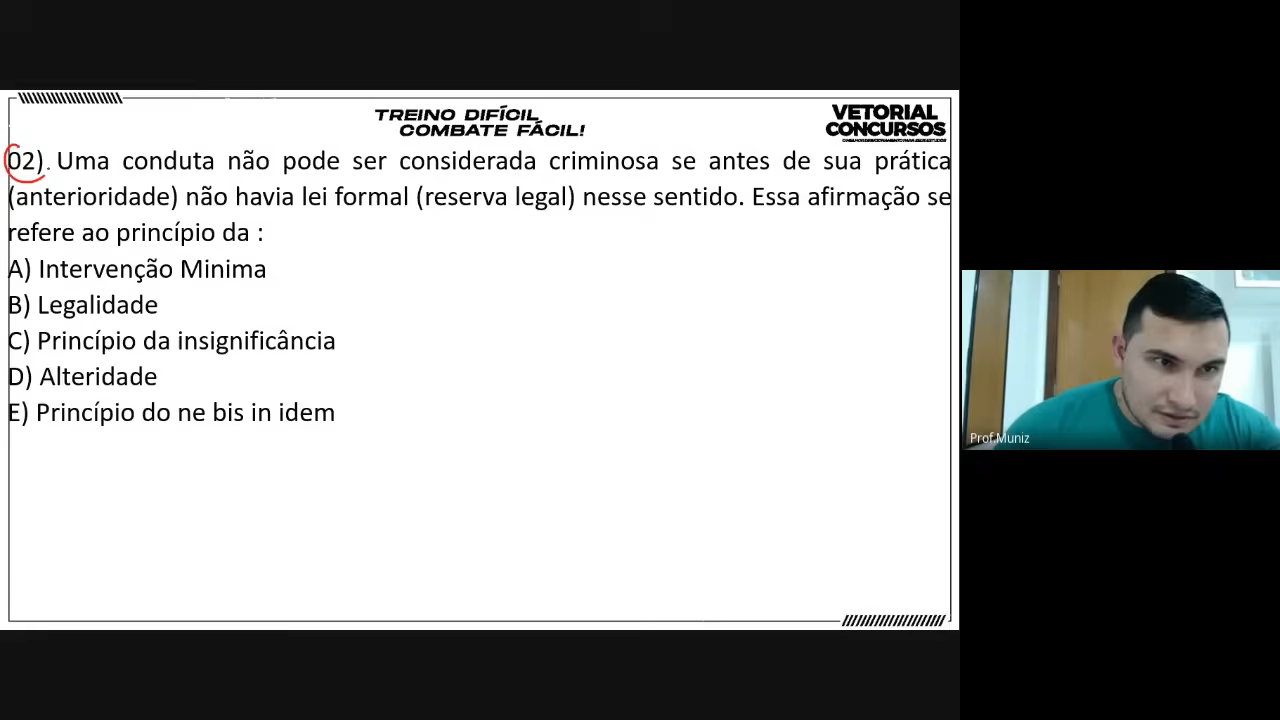 TREINO DIFÍCIL
COMBATE FÁCIL!
VETORIAL
CONCURSOS
02). Uma conduta não pode ser considerada criminosa se antes de sua prática
(anterioridade) não havia lei formal (reserva legal) nesse sentido. Essa afirmação se
refere ao princípio da :
A) Intervenção Minima
B) Legalidade
C) Princípio da insignificância
D) Alteridade
E) Princípio do ne bis in idem
Prof.Muniz